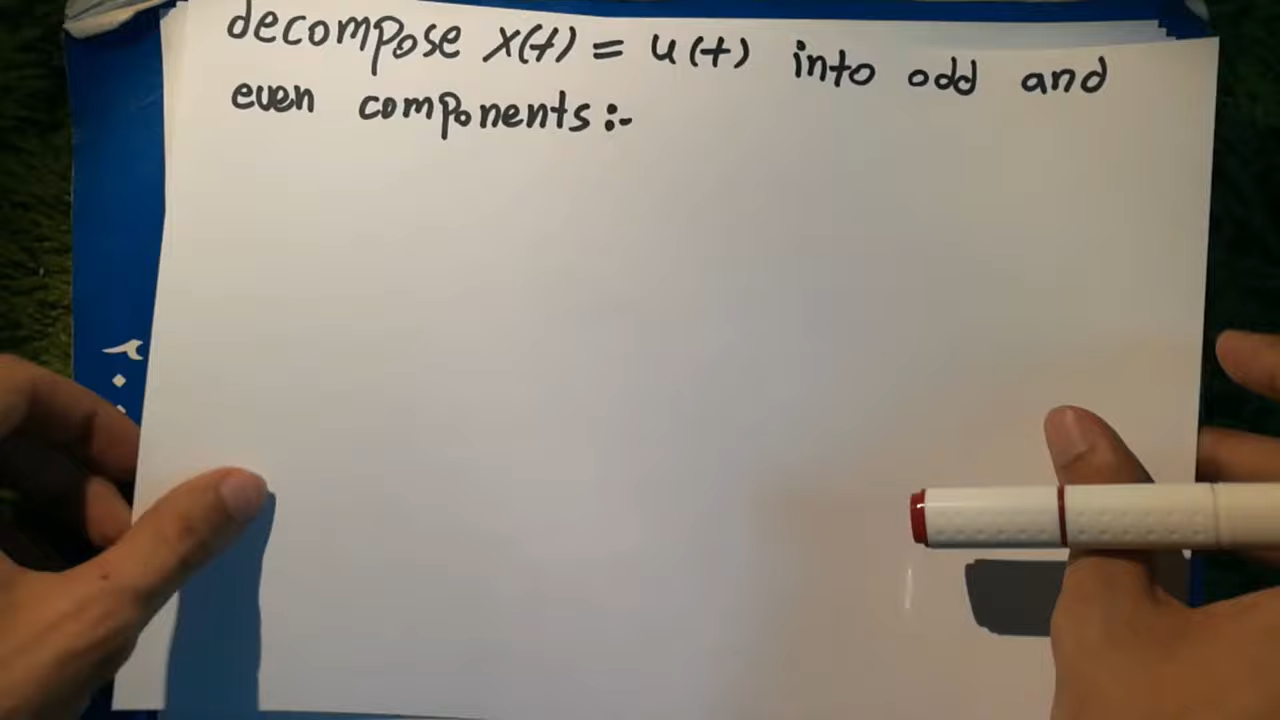 decompose x(t) = u(t) into odd and
even components:-